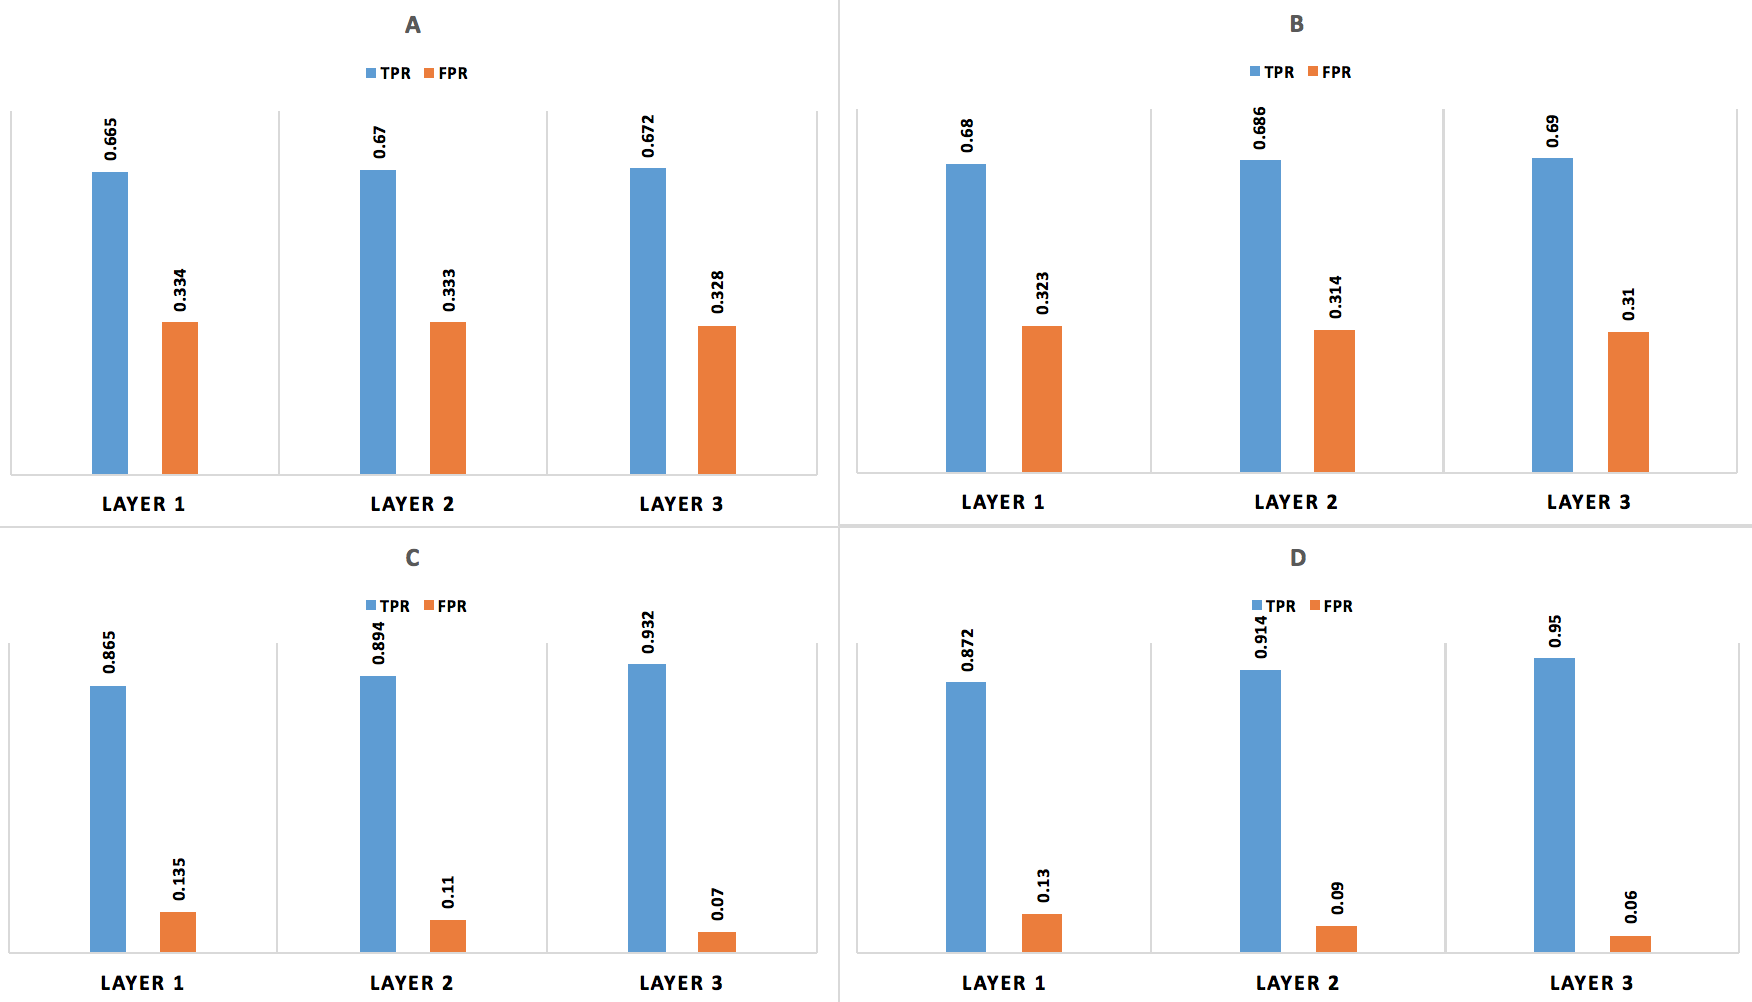 A
TPR FPR
0.665 0.334 0.67 0.333 0.672 0.328
LAYER 1 LAYER 2 LAYER 3
B
TPR FPR
0.68 0.323 0.686 0.314 0.69 0.31
LAYER 1 LAYER 2 LAYER 3
C
TPR FPR
0.865 0.135 0.894 0.11 0.932 0.07
LAYER 1 LAYER 2 LAYER 3
D
TPR FPR
0.872 0.13 0.914 0.09 0.95 0.06
LAYER 1 LAYER 2 LAYER 3